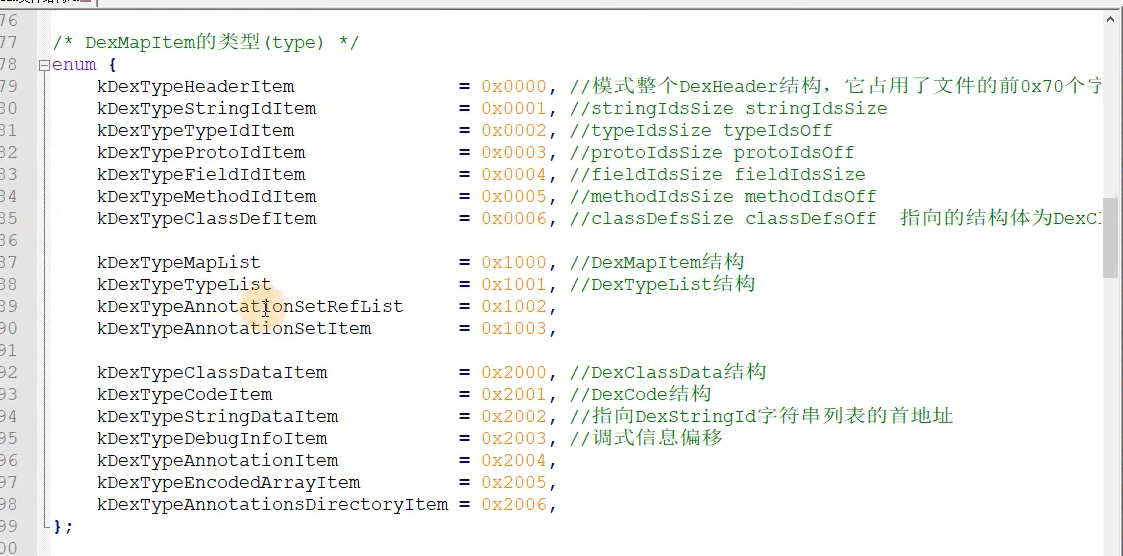 76
77 /* DexMapItem的类型(type) */
78 enum {
79 kDexTypeHeaderItem = 0x0000, //模式整个DexHeader结构，它占用了文件的前0x70个字
80 kDexTypeStringIdItem = 0x0001, //stringIdsSize stringIdsSize
81 kDexTypeTypeIdItem = 0x0002, //typeIdsSize typeIdsOff
82 kDexTypeProtoIdItem = 0x0003, //protoIdsSize protoIdsOff
83 kDexTypeFieldIdItem = 0x0004, //fieldIdsSize fieldIdsSize
84 kDexTypeMethodIdItem = 0x0005, //methodIdsSize methodIdsOff
85 kDexTypeClassDefItem = 0x0006, //classDefsSize classDefsOff 指向的结构体为DexCl
86
87 kDexTypeMapList = 0x1000, //DexMapItem结构
88 kDexTypeTypeList = 0x1001, //DexTypeList结构
89 kDexTypeAnnotationSetRefList = 0x1002,
90 kDexTypeAnnotationSetItem = 0x1003,
91
92 kDexTypeClassDataItem = 0x2000, //DexClassData结构
93 kDexTypeCodeItem = 0x2001, //DexCode结构
94 kDexTypeStringDataItem = 0x2002, //指向DexStringId字符串列表的首地址
95 kDexTypeDebugInfoItem = 0x2003, //调式信息偏移
96 kDexTypeAnnotationItem = 0x2004,
97 kDexTypeEncodedArrayItem = 0x2005,
98 kDexTypeAnnotationsDirectoryItem = 0x2006,
99 };
00